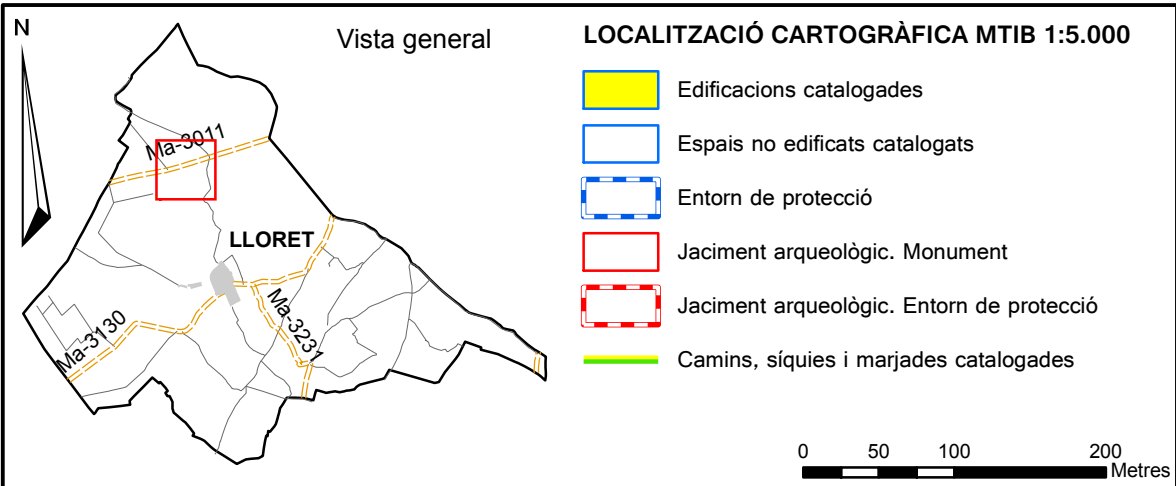 N
Vista general
Ma-3011
LLORET
Ma-3130
Ma-3231
LOCALITZACIÓ CARTOGRÀFICA MTIB 1:5.000
Edificacions catalogades
Espais no edificats catalogats
Entorn de protecció
Jaciment arqueològic. Monument
Jaciment arqueològic. Entorn de protecció
Camins, síquies i marjades catalogades
0 50 100 200
Metres